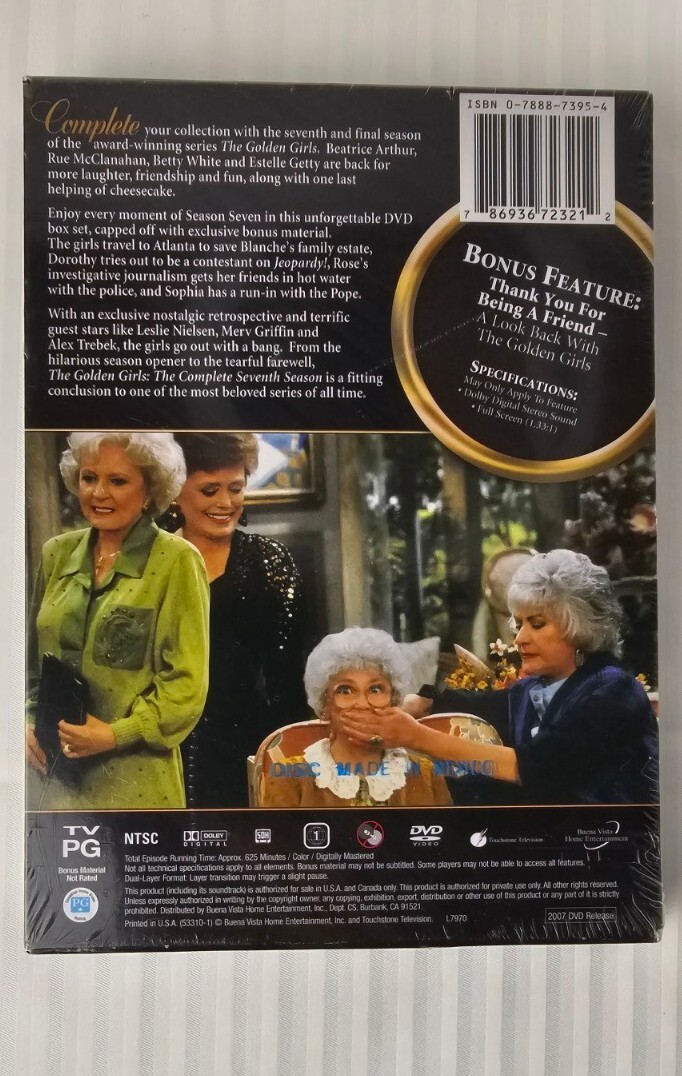 Complete your collection with the seventh and final season
of the award-winning series The Golden Girls. Beatrice Arthur,
Rue McClanahan, Betty White and Estelle Getty are back for
more laughter, friendship and fun, along with one last
helping of cheesecake.
Enjoy every moment of Season Seven in this unforgettable DVD
box set, capped off with exclusive bonus material.
The girls travel to Atlanta to save Blanche's family estate,
Dorothy tries out to be a contestant on Jeopardy!, Rose's
investigative journalism gets her friends in hot water
with the police, and Sophia has a run-in with the Pope.
With an exclusive nostalgic retrospective and terrific
guest stars like Leslie Nielsen, Merv Griffin and
Alex Trebek, the girls go out with a bang. From the
hilarious season opener to the tearful farewell,
The Golden Girls: The Complete Seventh Season is a fitting
conclusion to one of the most beloved series of all time.
ISBN 0-7888-7395-4
7 86936 72321 2
BONUS FEATURE:
Thank You For
Being A Friend –
A Look Back With
The Golden Girls
SPECIFICATIONS:
May Only Apply To Feature
• Dolby Digital Stereo Sound
• Full Screen (1.33:1)
DISC MADE IN MEXICO
TV
PG
Bonus Material
Not Rated
PG
NTSC
DOLBY
DIGITAL
SDH
1
DVD
VIDEO
Touchstone Television
Buena Vista
Home Entertainment
Total Episode Running Time: Approx. 625 Minutes / Color / Digitally Mastered
Not all technical specifications apply to all elements. Bonus material may not be subtitled. Some players may not be able to access all features.
Dual-Layer Format: Layer transition may trigger a slight pause.
This product (including its soundtrack) is authorized for sale in U.S.A. and Canada only. This product is authorized for private use only. All other rights reserved.
Unless expressly authorized in writing by the copyright owner, any copying, exhibition, export, distribution or other use of this product or any part of it is strictly
prohibited. Distributed by Buena Vista Home Entertainment, Inc., Dept. CS, Burbank, CA 91521.
Printed in U.S.A. (53310-1) © Buena Vista Home Entertainment, Inc. and Touchstone Television. L7970
2007 DVD Release